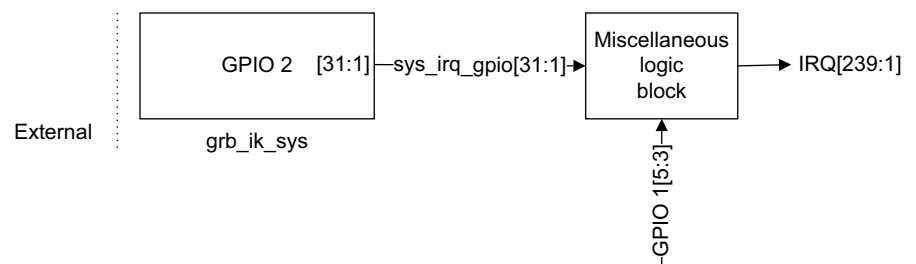 GPIO 2
[31:1]
sys_irq_gpio[31:1]
Miscellaneous
logic
block
IRQ[239:1]
External
grb_ik_sys
GPIO 1[5:3]